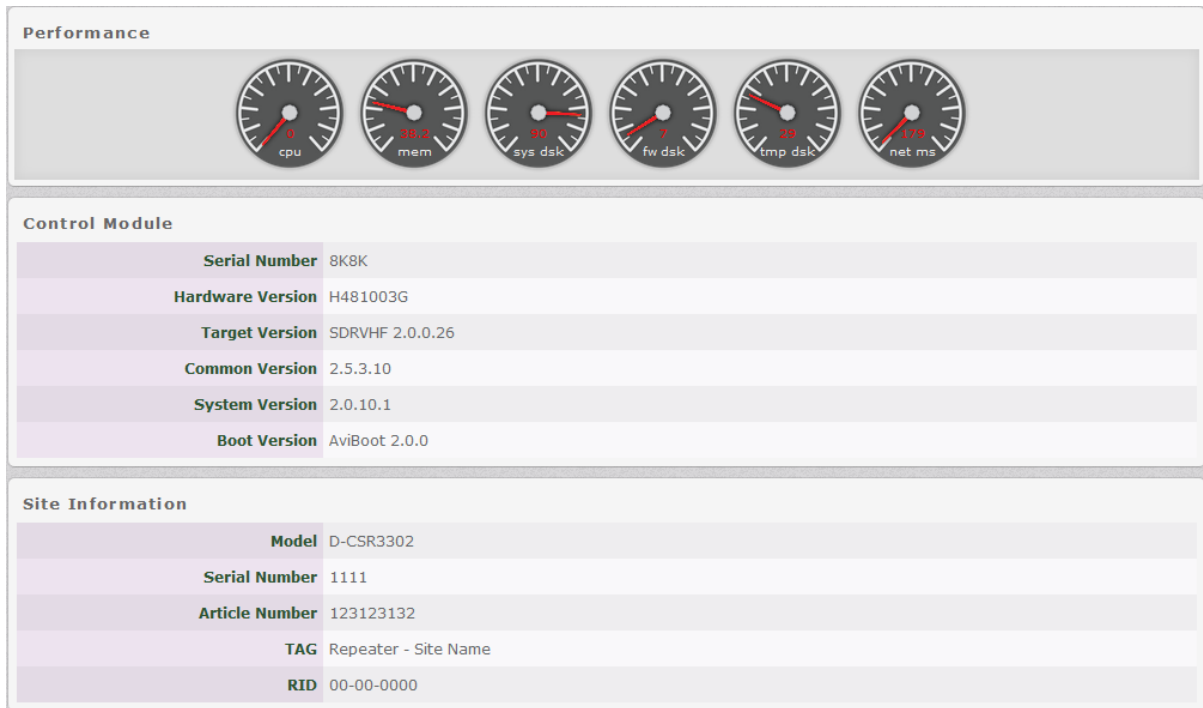 Performance
0 38.2 90 7 29 179
cpu mem sys dsk fw dsk tmp dsk net ms
Control Module
Serial Number 8K8K
Hardware Version H481003G
Target Version SDRVHF 2.0.0.26
Common Version 2.5.3.10
System Version 2.0.10.1
Boot Version AviBoot 2.0.0
Site Information
Model D-CSR3302
Serial Number 1111
Article Number 123123132
TAG Repeater - Site Name
RID 00-00-0000